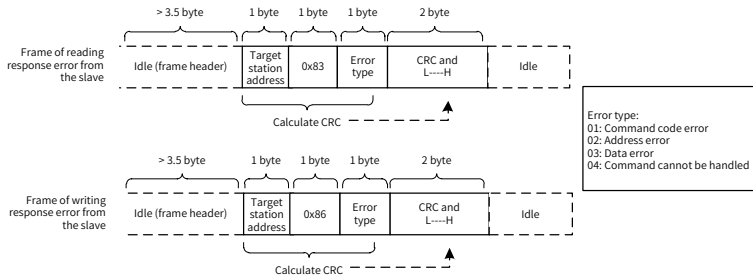 > 3.5 byte 1 byte 1 byte 1 byte 2 byte
Frame of reading
response error from
the slave
Idle (frame header)
Target
station
address
0x83
Error
type
CRC and
L----H
Idle
Calculate CRC
Error type:
01: Command code error
02: Address error
03: Data error
04: Command cannot be handled
> 3.5 byte 1 byte 1 byte 1 byte 2 byte
Frame of writing
response error from
the slave
Idle (frame header)
Target
station
address
0x86
Error
type
CRC and
L----H
Idle
Calculate CRC